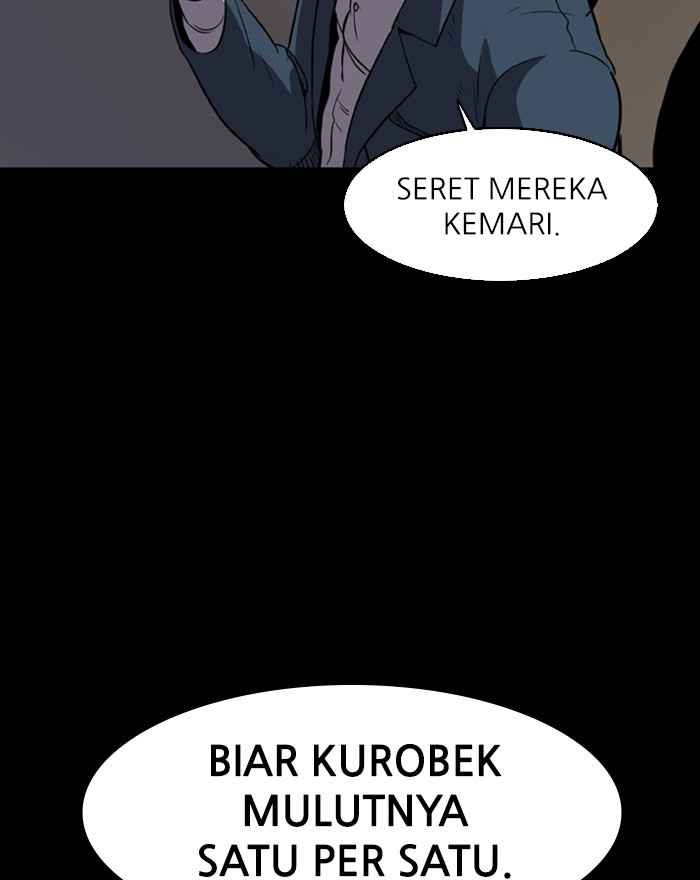 SERET MEREKA
KEMARI.
BIAR KUROBEK
MULUTNYA
SATU PER SATU.